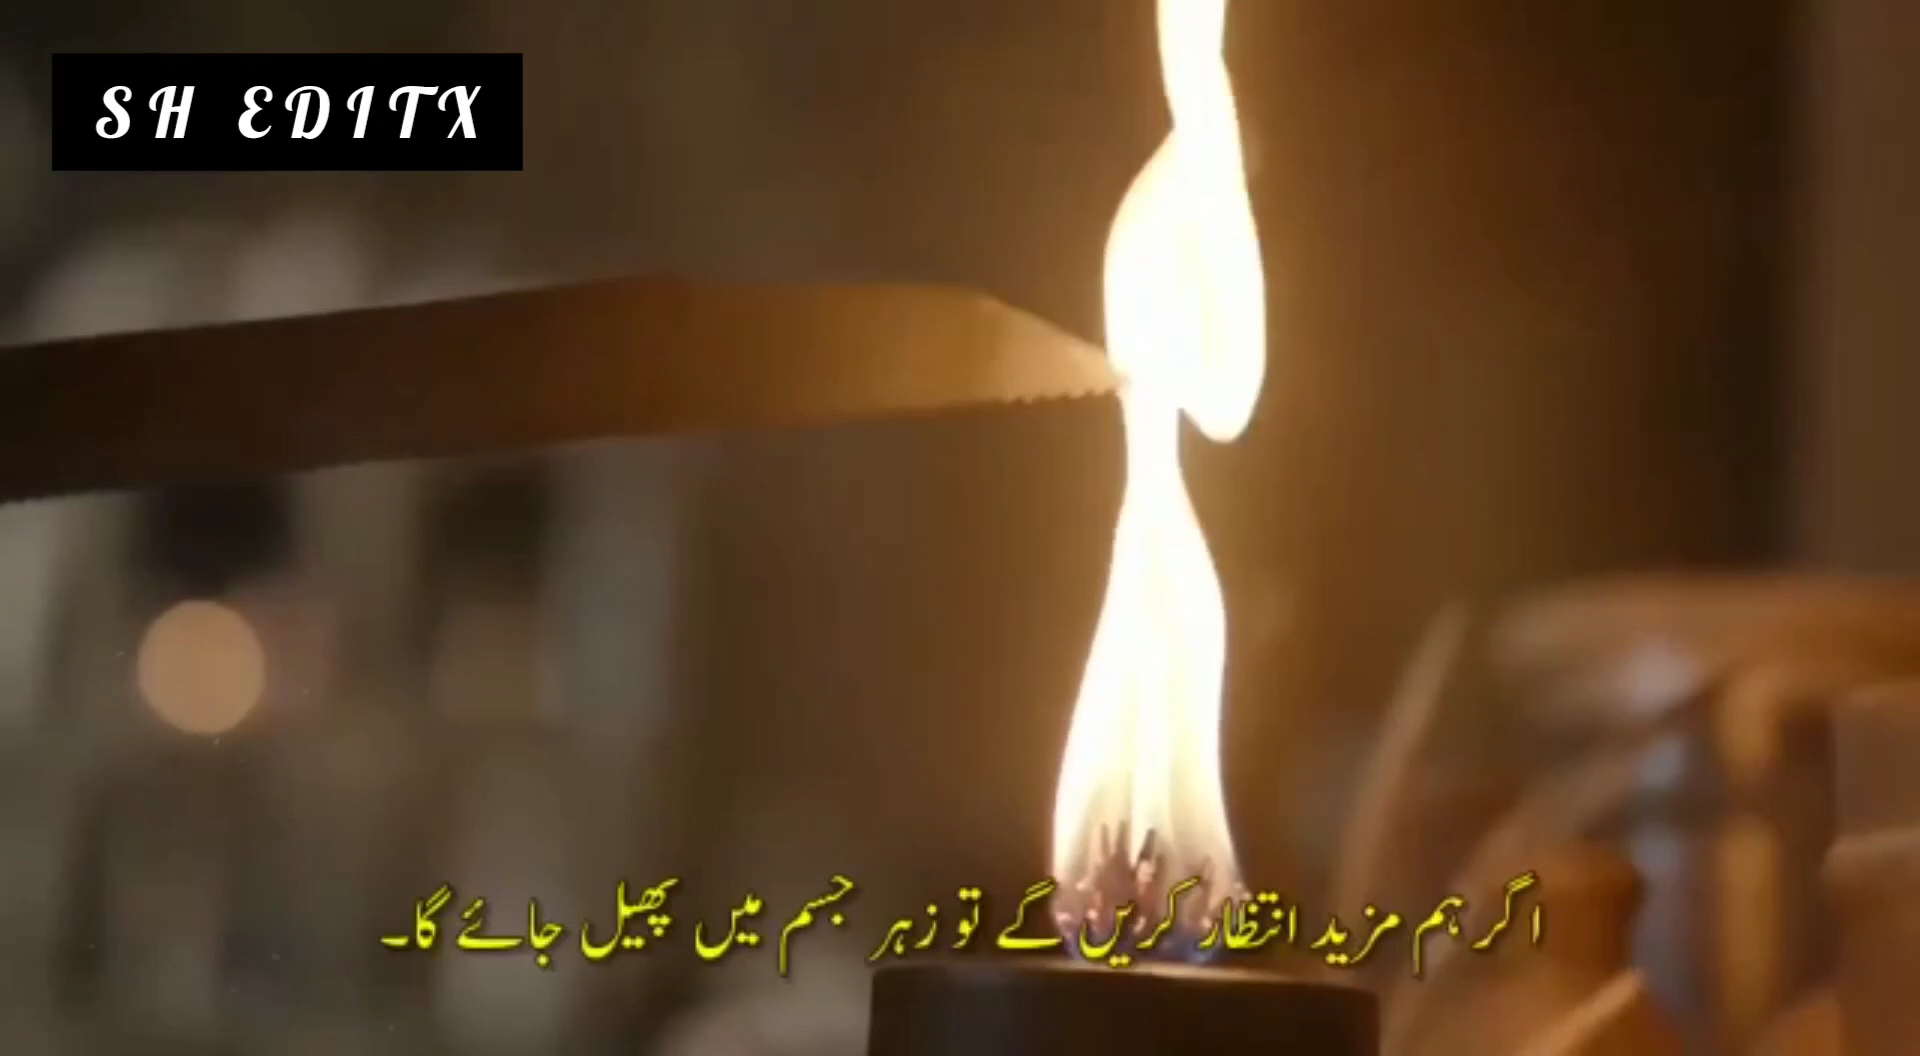 SH EDITX
اگر ہم مزید انتظار کریں گے تو زہر جسم میں پھیل جائے گا۔